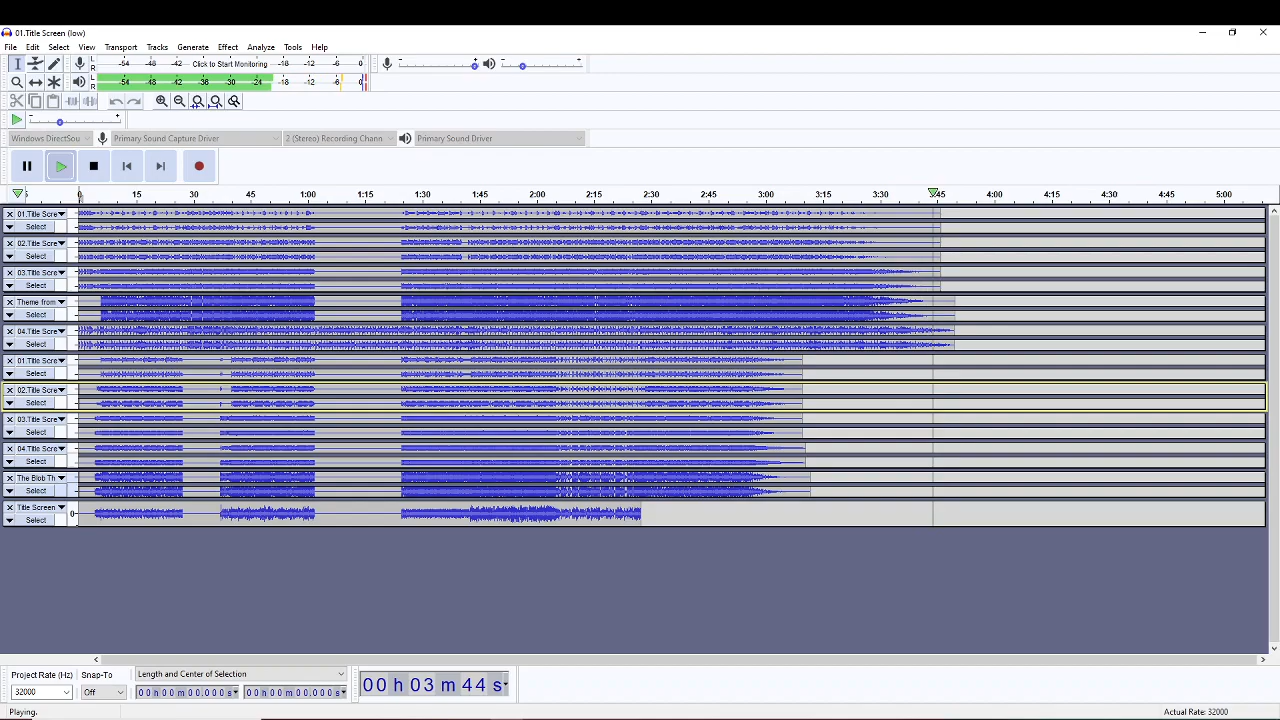 01.Title Screen (low)
File Edit Select View Transport Tracks Generate Effect Analyze Tools Help
L R -54 -48 -42 Click to Start Monitoring -18 -12 -6 0
L R -54 -48 -42 -36 -30 -24 -18 -12 -6 0
Windows DirectSou Primary Sound Capture Driver 2 (Stereo) Recording Chann Primary Sound Driver
0 15 30 45 1:00 1:15 1:30 1:45 2:00 2:15 2:30 2:45 3:00 3:15 3:30 3:45 4:00 4:15 4:30 4:45 5:00
01.Title Scre
Select
02.Title Scre
Select
03.Title Scre
Select
Theme from
Select
04.Title Scre
Select
01.Title Scre
Select
02.Title Scre
Select
03.Title Scre
Select
04.Title Scre
Select
The Blob Th
Select
Title Screen 0
Select
Project Rate (Hz) Snap-To Length and Center of Selection
32000 Off 00 h 00 m 00.000 s 00 h 00 m 00.000 s 00 h 03 m 44 s
Playing. Actual Rate: 32000